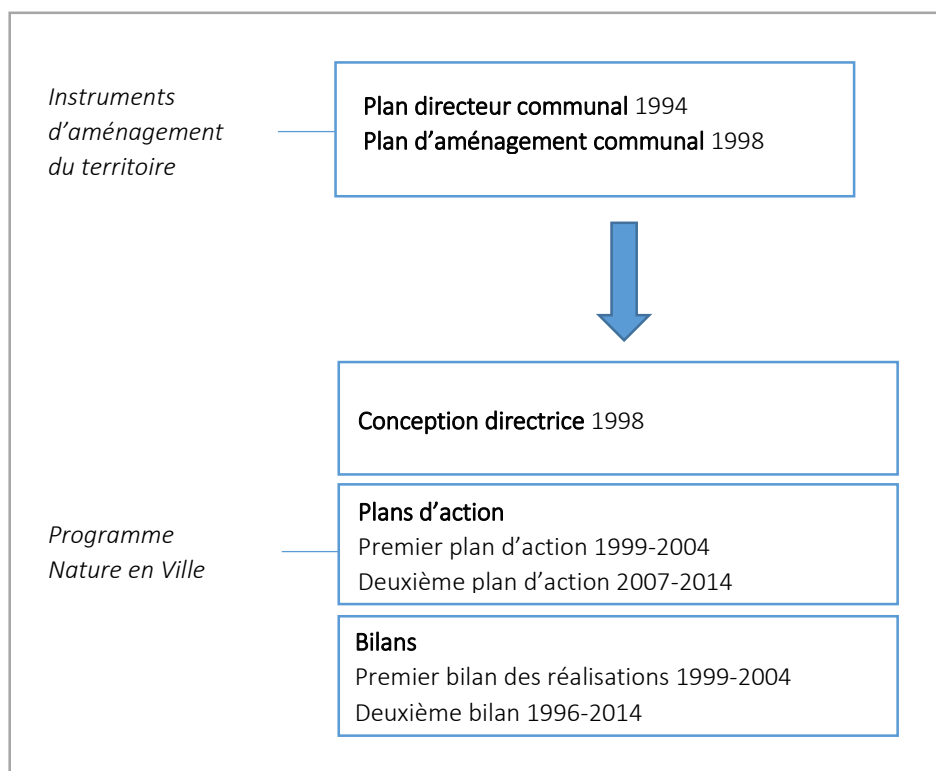 Instruments
d’aménagement
du territoire
Plan directeur communal 1994
Plan d’aménagement communal 1998
Conception directrice 1998
Programme
Nature en Ville
Plans d’action
Premier plan d’action 1999-2004
Deuxième plan d’action 2007-2014
Bilans
Premier bilan des réalisations 1999-2004
Deuxième bilan 1996-2014